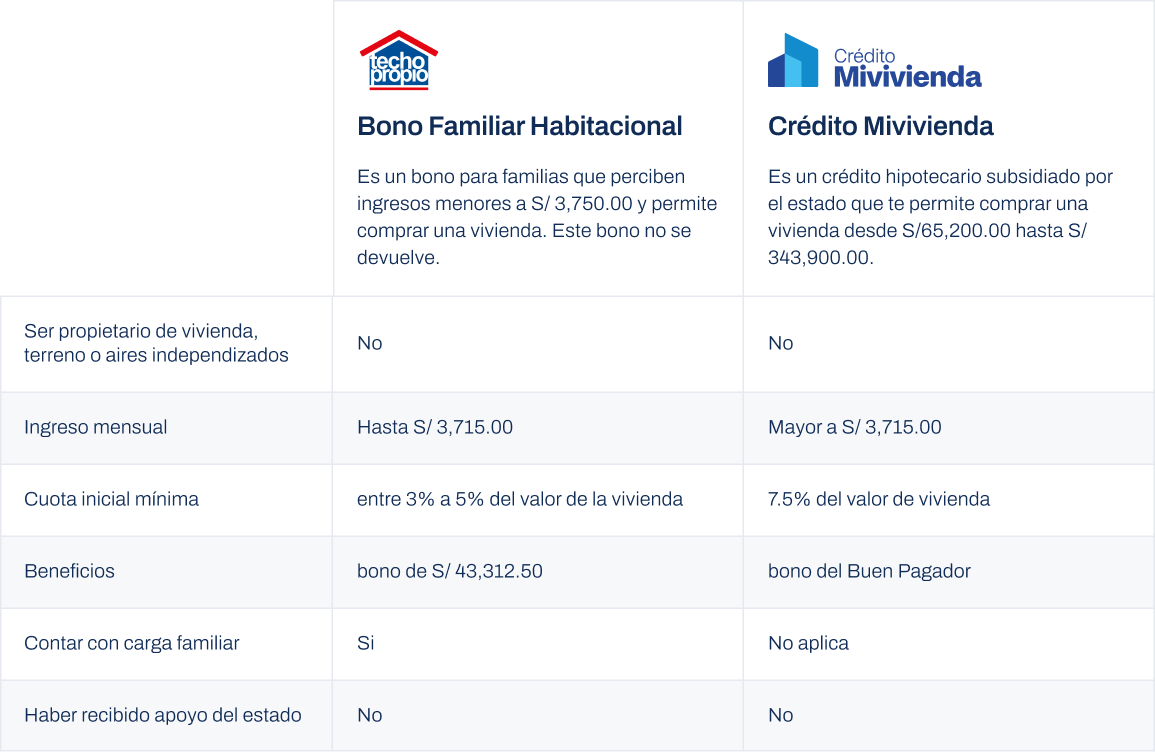 techo
propio
Bono Familiar Habitacional
Es un bono para familias que perciben
ingresos menores a S/ 3,750.00 y permite
comprar una vivienda. Este bono no se
devuelve.
Crédito
Mivivienda
Crédito Mivivienda
Es un crédito hipotecario subsidiado por
el estado que te permite comprar una
vivienda desde S/65,200.00 hasta S/
343,900.00.
Ser propietario de vivienda,
terreno o aires independizados
No
No
Ingreso mensual
Hasta S/ 3,715.00
Mayor a S/ 3,715.00
Cuota inicial mínima
entre 3% a 5% del valor de la vivienda
7.5% del valor de vivienda
Beneficios
bono de S/ 43,312.50
bono del Buen Pagador
Contar con carga familiar
Si
No aplica
Haber recibido apoyo del estado
No
No